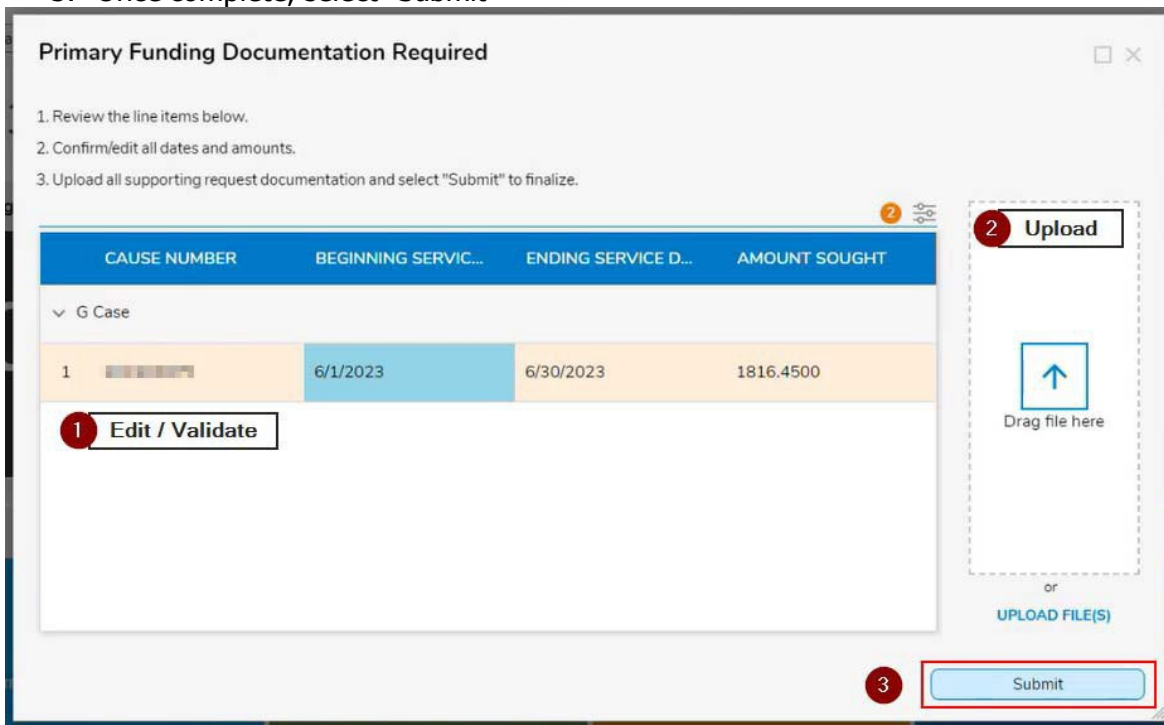 Primary Funding Documentation Required
1. Review the line items below.
2. Confirm/edit all dates and amounts.
3. Upload all supporting request documentation and select "Submit" to finalize.
2
2 Upload
CAUSE NUMBER BEGINNING SERVIC... ENDING SERVICE D... AMOUNT SOUGHT
G Case
1 6/1/2023 6/30/2023 1816.4500
1 Edit / Validate
Drag file here
or
UPLOAD FILE(S)
3 Submit